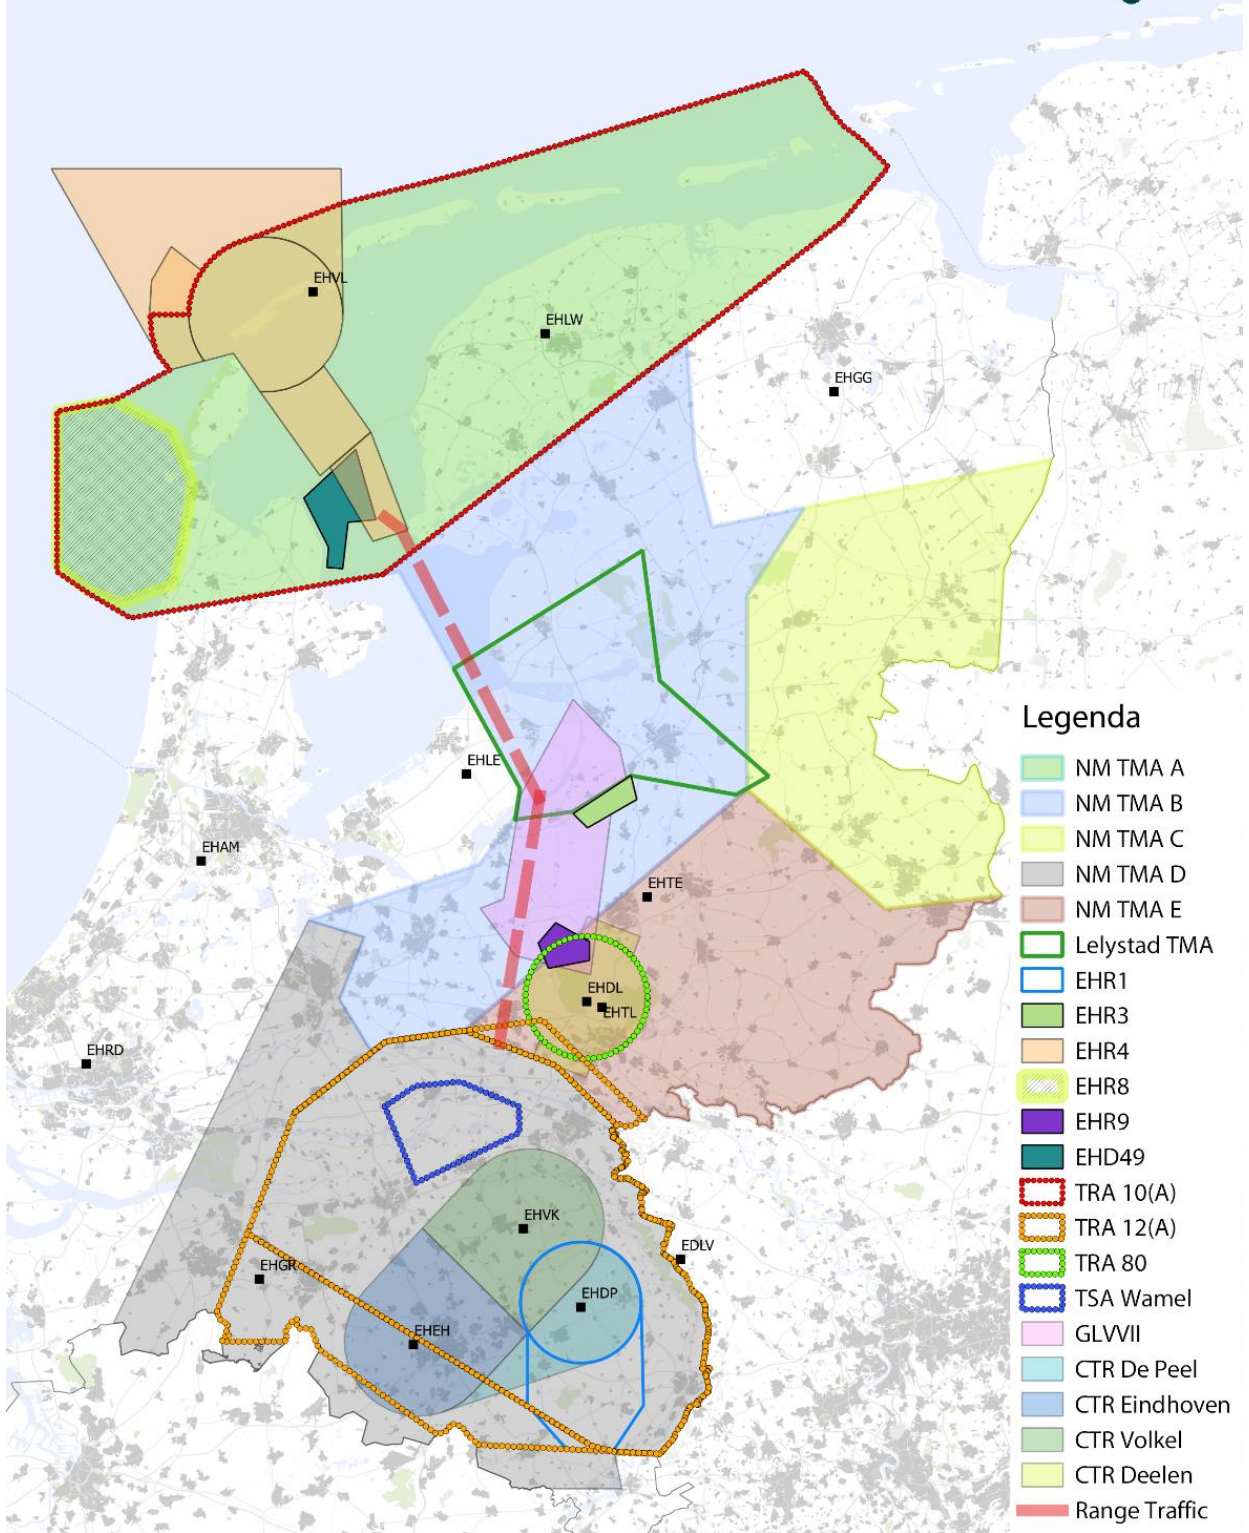 EHVL
EHLW
EHGG
EHLE
EHAM
EHTE
EHDL
EHTL
EHRD
EHVK
EDLV
EHGR
EHDP
EHEH
Legenda
NM TMA A
NM TMA B
NM TMA C
NM TMA D
NM TMA E
Lelystad TMA
EHR1
EHR3
EHR4
EHR8
EHR9
EHD49
TRA 10(A)
TRA 12(A)
TRA 80
TSA Wamel
GLVVII
CTR De Peel
CTR Eindhoven
CTR Volkel
CTR Deelen
Range Traffic